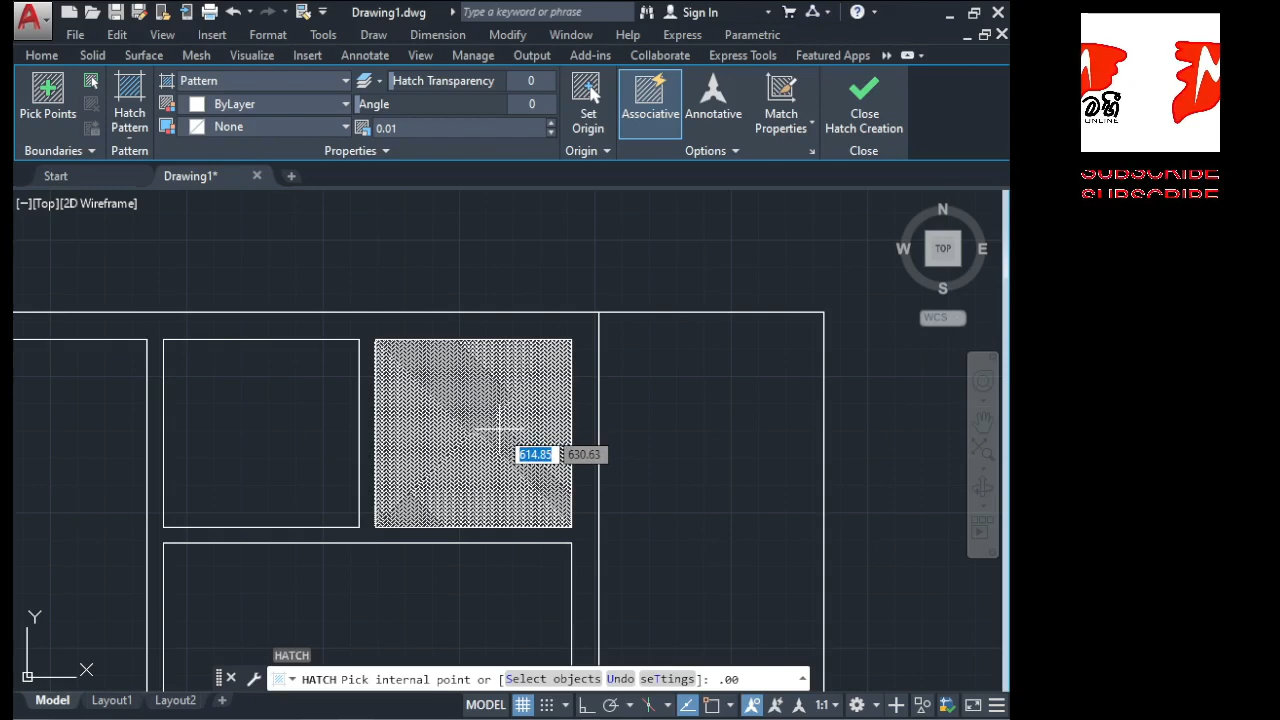 Drawing1.dwg
Type a keyword or phrase
Sign In
File Edit View Insert Format Tools Draw Dimension Modify Window Help Express Parametric
Home Solid Surface Mesh Visualize Insert Annotate View Manage Output Add-ins Collaborate Express Tools Featured Apps
Pattern
Hatch Transparency 0
ByLayer
Angle 0
None
0.01
Pick Points
Hatch
Pattern
Set
Origin
Associative
Annotative
Match
Properties
Close
Hatch Creation
Boundaries Pattern Properties Origin Options Close
Start Drawing1*
[−][Top][2D Wireframe]
N
W TOP E
S
WCS
614.85 630.63
Y
X
HATCH
HATCH Pick internal point or [Select objects Undo seTtings]: .00
Model Layout1 Layout2
MODEL 1:1
මහී
ONLINE
SUBSCRIBE
SUBSCRIBE